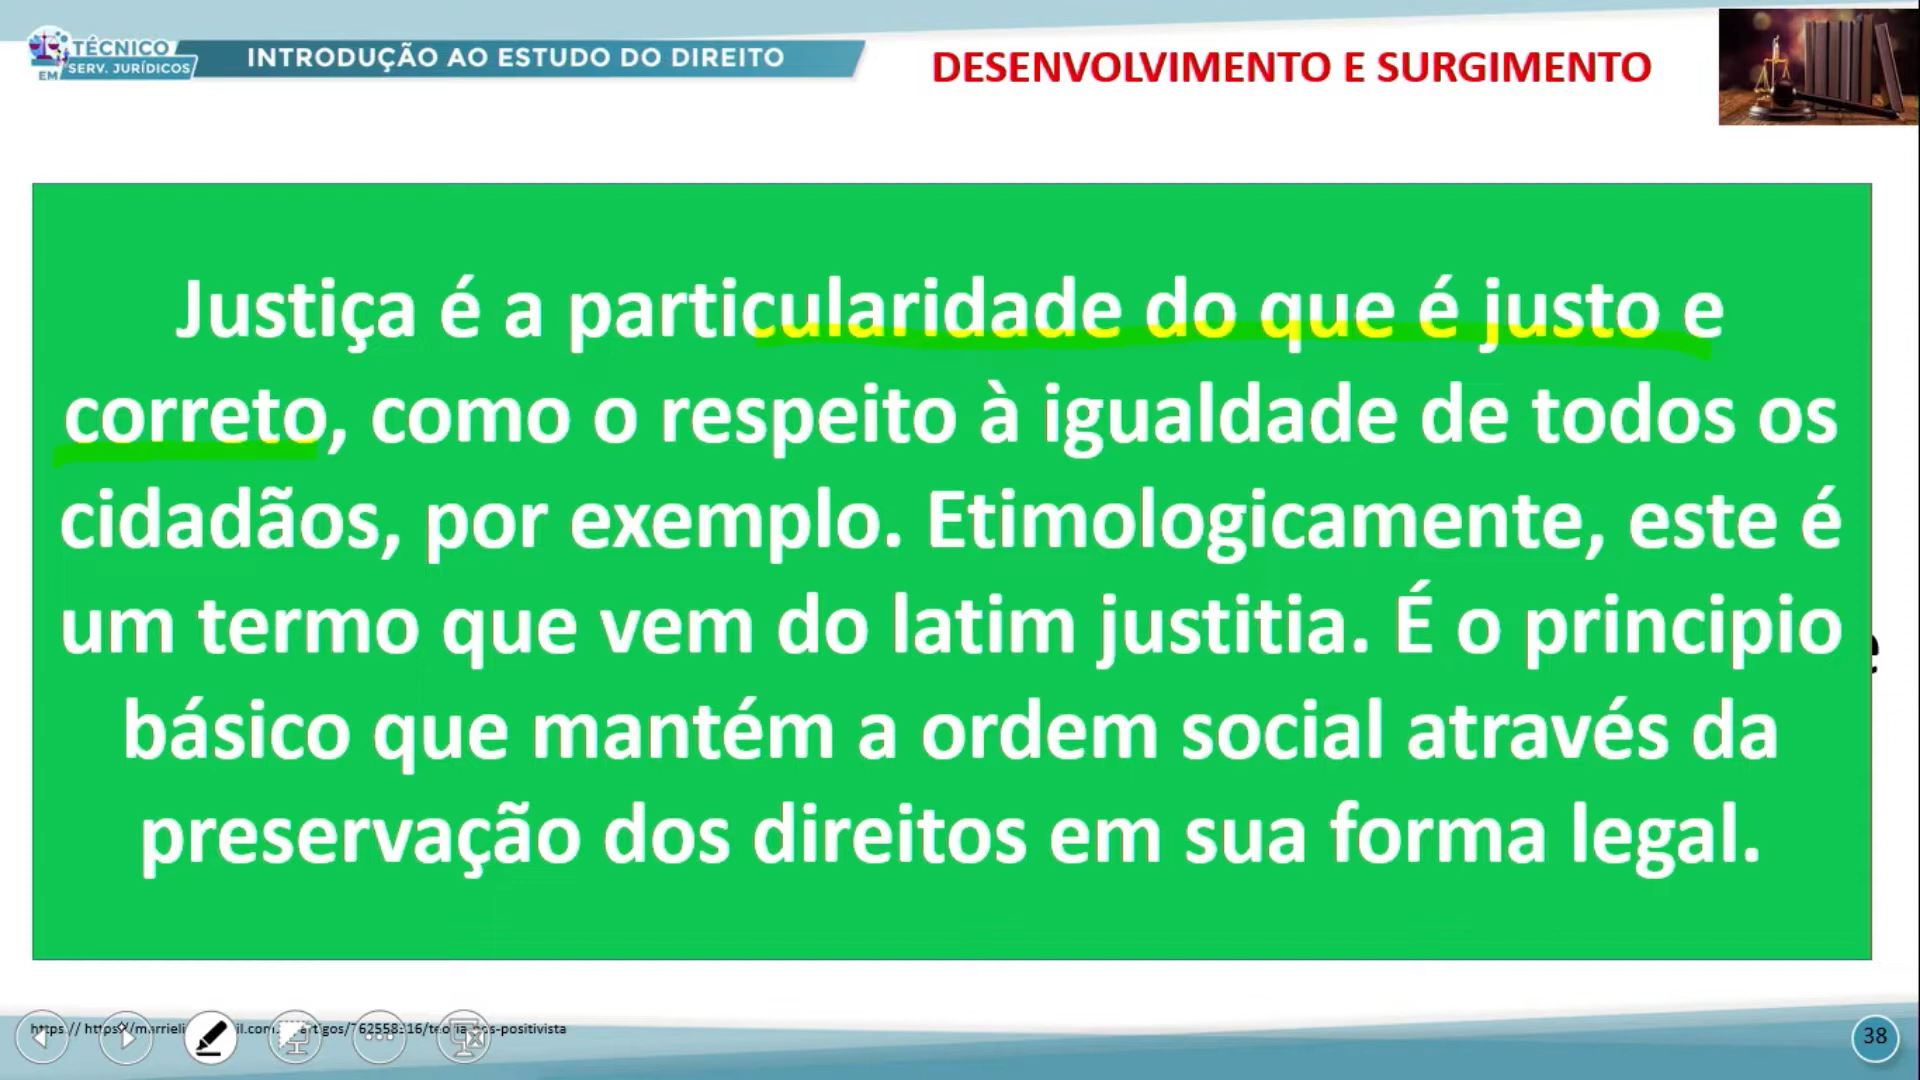 TÉCNICO
EM SERV. JURÍDICOS
INTRODUÇÃO AO ESTUDO DO DIREITO
DESENVOLVIMENTO E SURGIMENTO
Justiça é a particularidade do que é justo e
correto, como o respeito à igualdade de todos os
cidadãos, por exemplo. Etimologicamente, este é
um termo que vem do latim justitia. É o principio
básico que mantém a ordem social através da
preservação dos direitos em sua forma legal.
e
https://
38